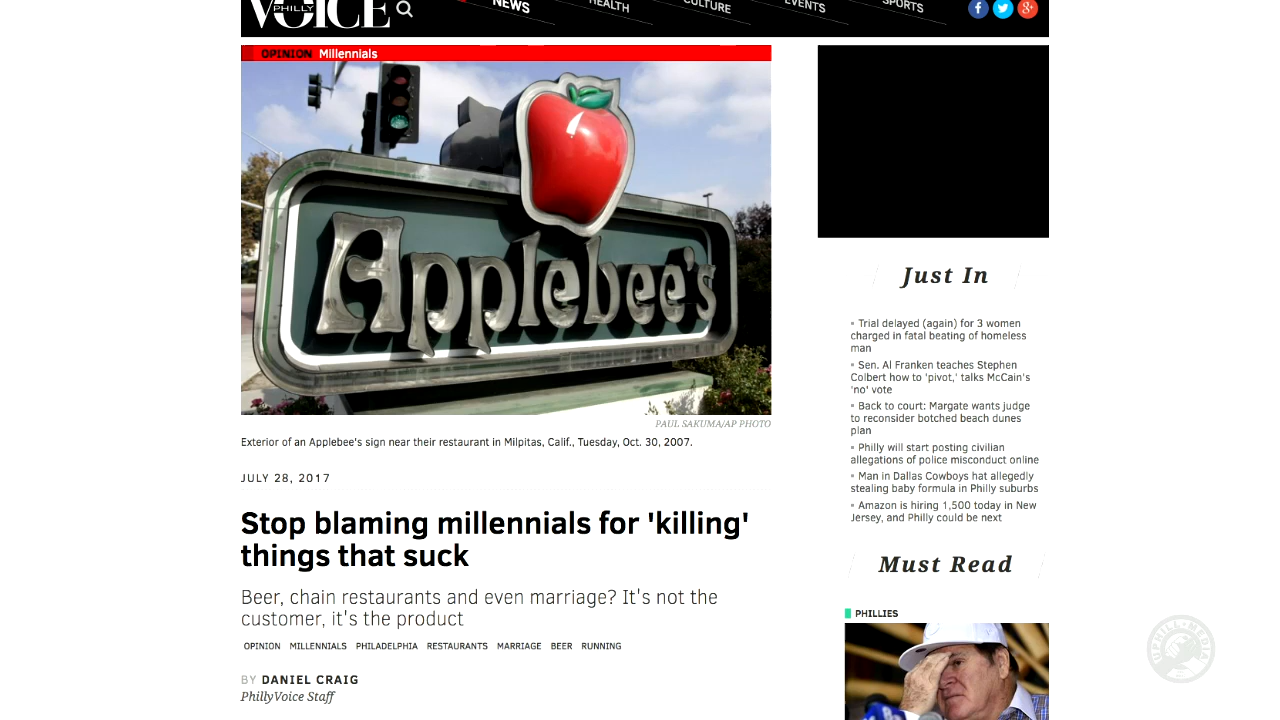 PHILLY
VOICE
NEWS
HEALTH
CULTURE
EVENTS
SPORTS
OPINION Millennials
Applebee's
PAUL SAKUMA/AP PHOTO
Exterior of an Applebee's sign near their restaurant in Milpitas, Calif., Tuesday, Oct. 30, 2007.
JULY 28, 2017
Stop blaming millennials for 'killing'
things that suck
Beer, chain restaurants and even marriage? It's not the
customer, it's the product
OPINION MILLENNIALS PHILADELPHIA RESTAURANTS MARRIAGE BEER RUNNING
BY DANIEL CRAIG
PhillyVoice Staff
Just In
Trial delayed (again) for 3 women
charged in fatal beating of homeless
man
Sen. Al Franken teaches Stephen
Colbert how to 'pivot,' talks McCain's
'no' vote
Back to court: Margate wants judge
to reconsider botched beach dunes
plan
Philly will start posting civilian
allegations of police misconduct online
Man in Dallas Cowboys hat allegedly
stealing baby formula in Philly suburbs
Amazon is hiring 1,500 today in New
Jersey, and Philly could be next
Must Read
PHILLIES
UPHILL MEDIA